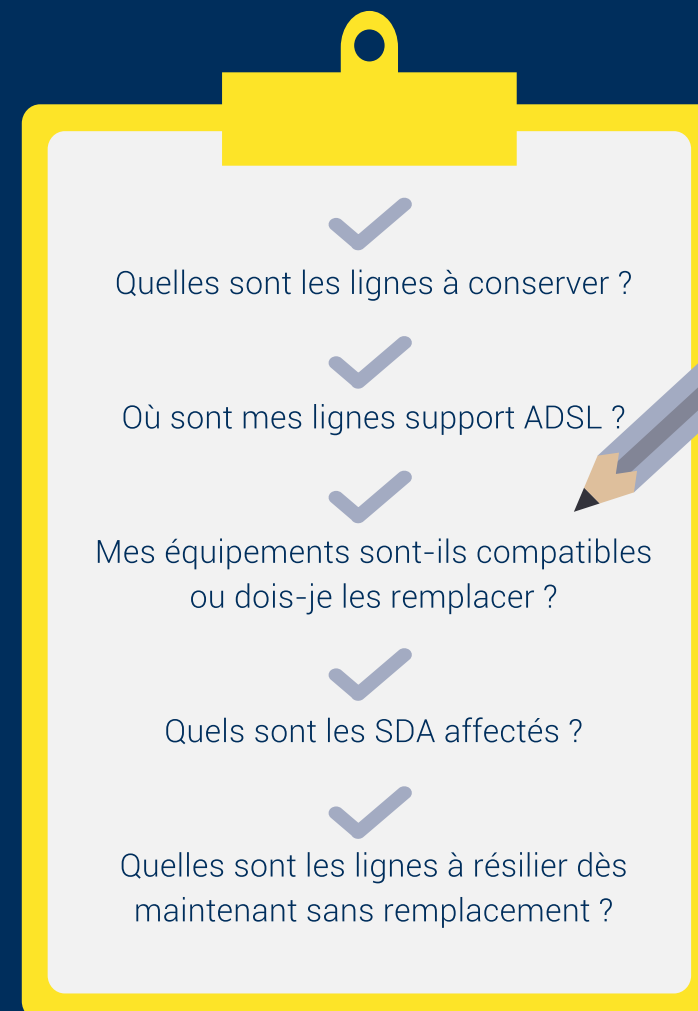 Quelles sont les lignes à conserver ?
Où sont mes lignes support ADSL ?
Mes équipements sont-ils compatibles
ou dois-je les remplacer ?
Quels sont les SDA affectés ?
Quelles sont les lignes à résilier dès
maintenant sans remplacement ?